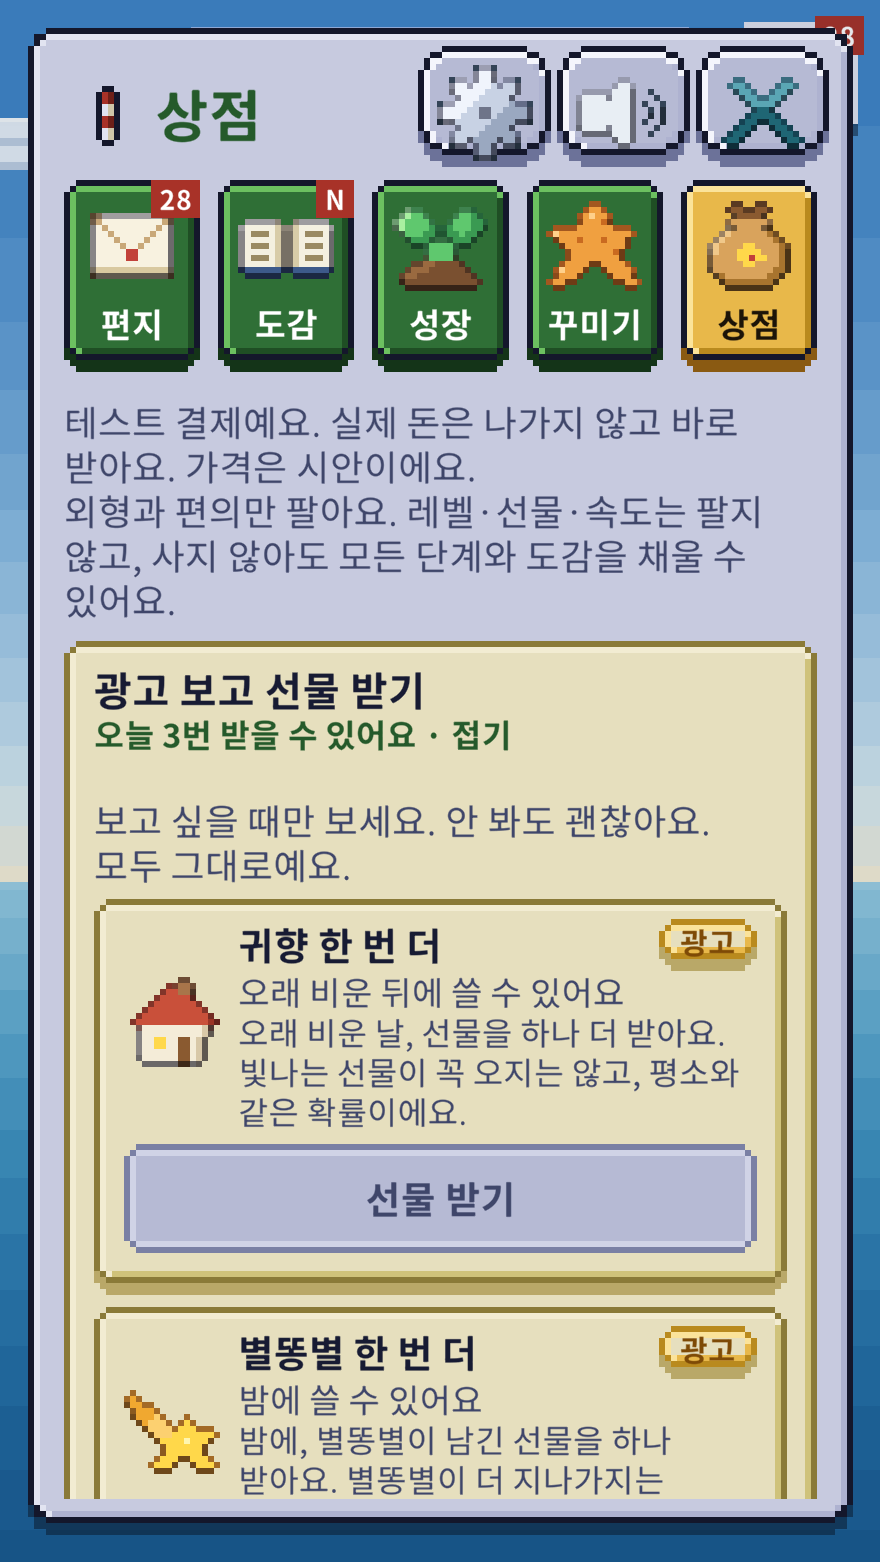 상점
28
편지
N
도감
성장
꾸미기
상점
테스트 결제예요. 실제 돈은 나가지 않고 바로
받아요. 가격은 시안이에요.
외형과 편의만 팔아요. 레벨·선물·속도는 팔지
않고, 사지 않아도 모든 단계와 도감을 채울 수
있어요.
광고 보고 선물 받기
오늘 3번 받을 수 있어요 · 접기
보고 싶을 때만 보세요. 안 봐도 괜찮아요.
모두 그대로예요.
귀향 한 번 더
광고
오래 비운 뒤에 쓸 수 있어요
오래 비운 날, 선물을 하나 더 받아요.
빛나는 선물이 꼭 오지는 않고, 평소와
같은 확률이에요.
선물 받기
별똥별 한 번 더
광고
밤에 쓸 수 있어요
밤에, 별똥별이 남긴 선물을 하나
받아요. 별똥별이 더 지나가지는